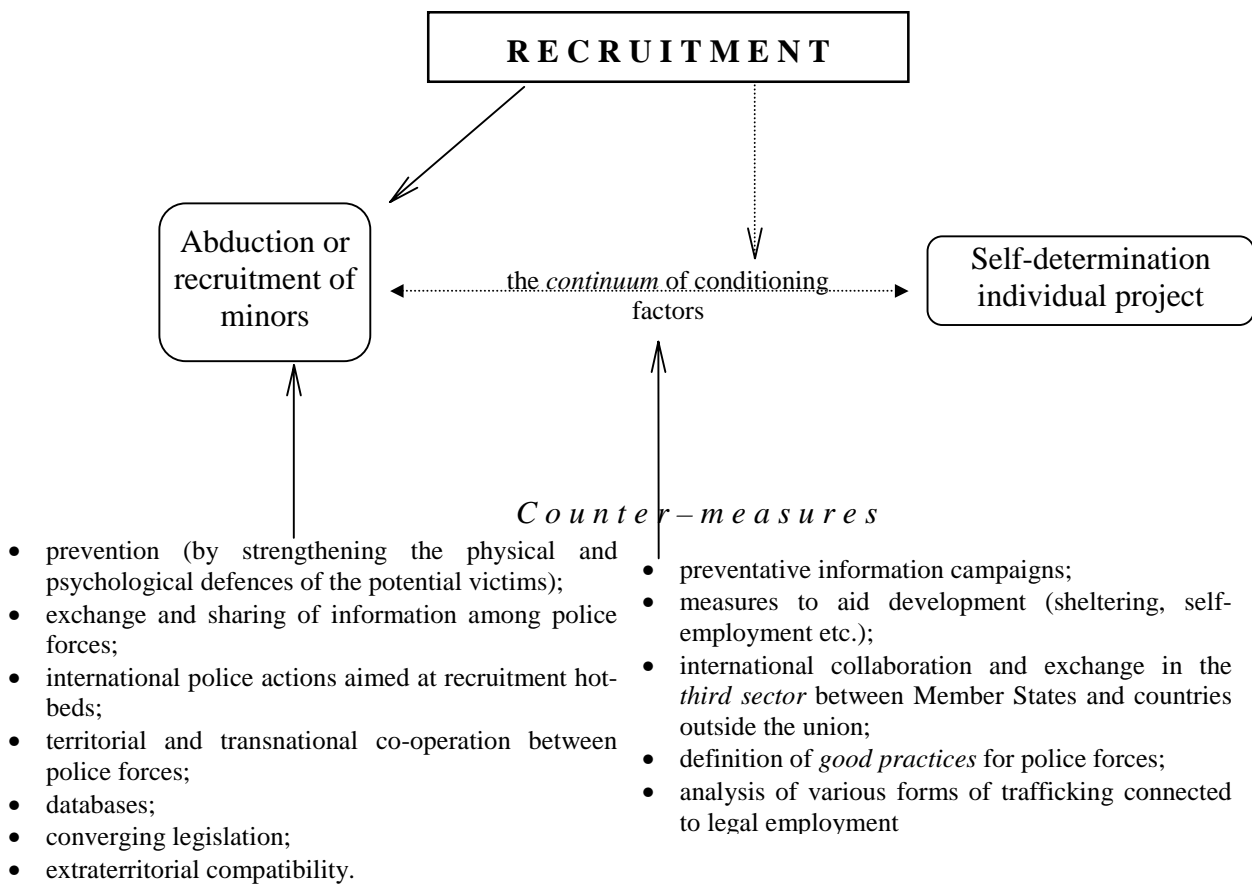 RECRUITMENT
Abduction or
recruitment of
minors
the continuum of conditioning
factors
Self-determination
individual project
Counter–measures
• prevention (by strengthening the physical and
psychological defences of the potential victims);
• exchange and sharing of information among police
forces;
• international police actions aimed at recruitment hot-
beds;
• territorial and transnational co-operation between
police forces;
• databases;
• converging legislation;
• extraterritorial compatibility.
• preventative information campaigns;
• measures to aid development (sheltering, self-
employment etc.);
• international collaboration and exchange in the
third sector between Member States and countries
outside the union;
• definition of good practices for police forces;
• analysis of various forms of trafficking connected
to legal employment